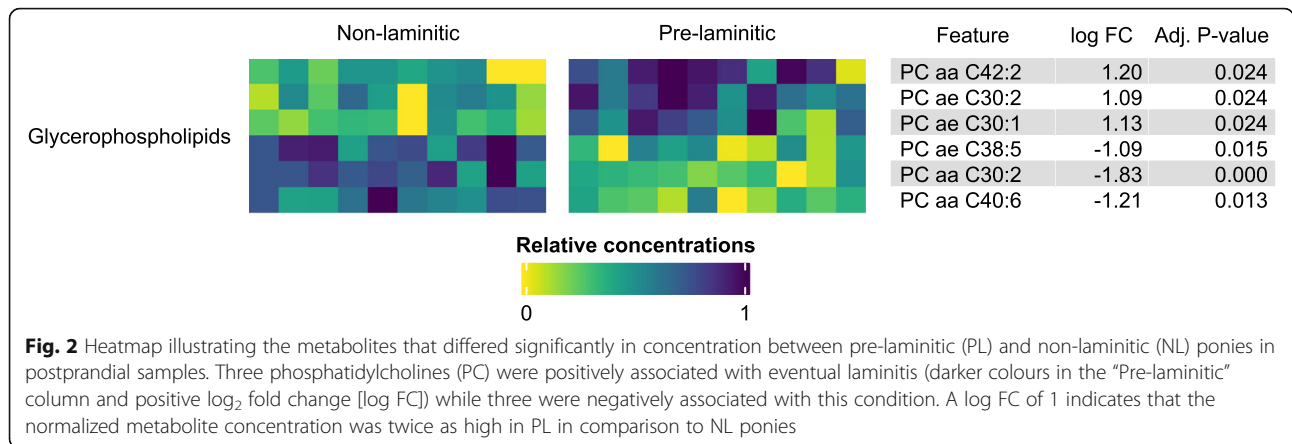 Non-laminitic Pre-laminitic Feature log FC Adj. P-value
PC aa C42:2 1.20 0.024
PC ae C30:2 1.09 0.024
PC ae C30:1 1.13 0.024
Glycerophospholipids
PC ae C38:5 -1.09 0.015
PC aa C30:2 -1.83 0.000
PC aa C40:6 -1.21 0.013
Relative concentrations
0 1
Fig. 2 Heatmap illustrating the metabolites that differed significantly in concentration between pre-laminitic (PL) and non-laminitic (NL) ponies in
postprandial samples. Three phosphatidylcholines (PC) were positively associated with eventual laminitis (darker colours in the “Pre-laminitic”
column and positive log₂ fold change [log FC]) while three were negatively associated with this condition. A log FC of 1 indicates that the
normalized metabolite concentration was twice as high in PL in comparison to NL ponies